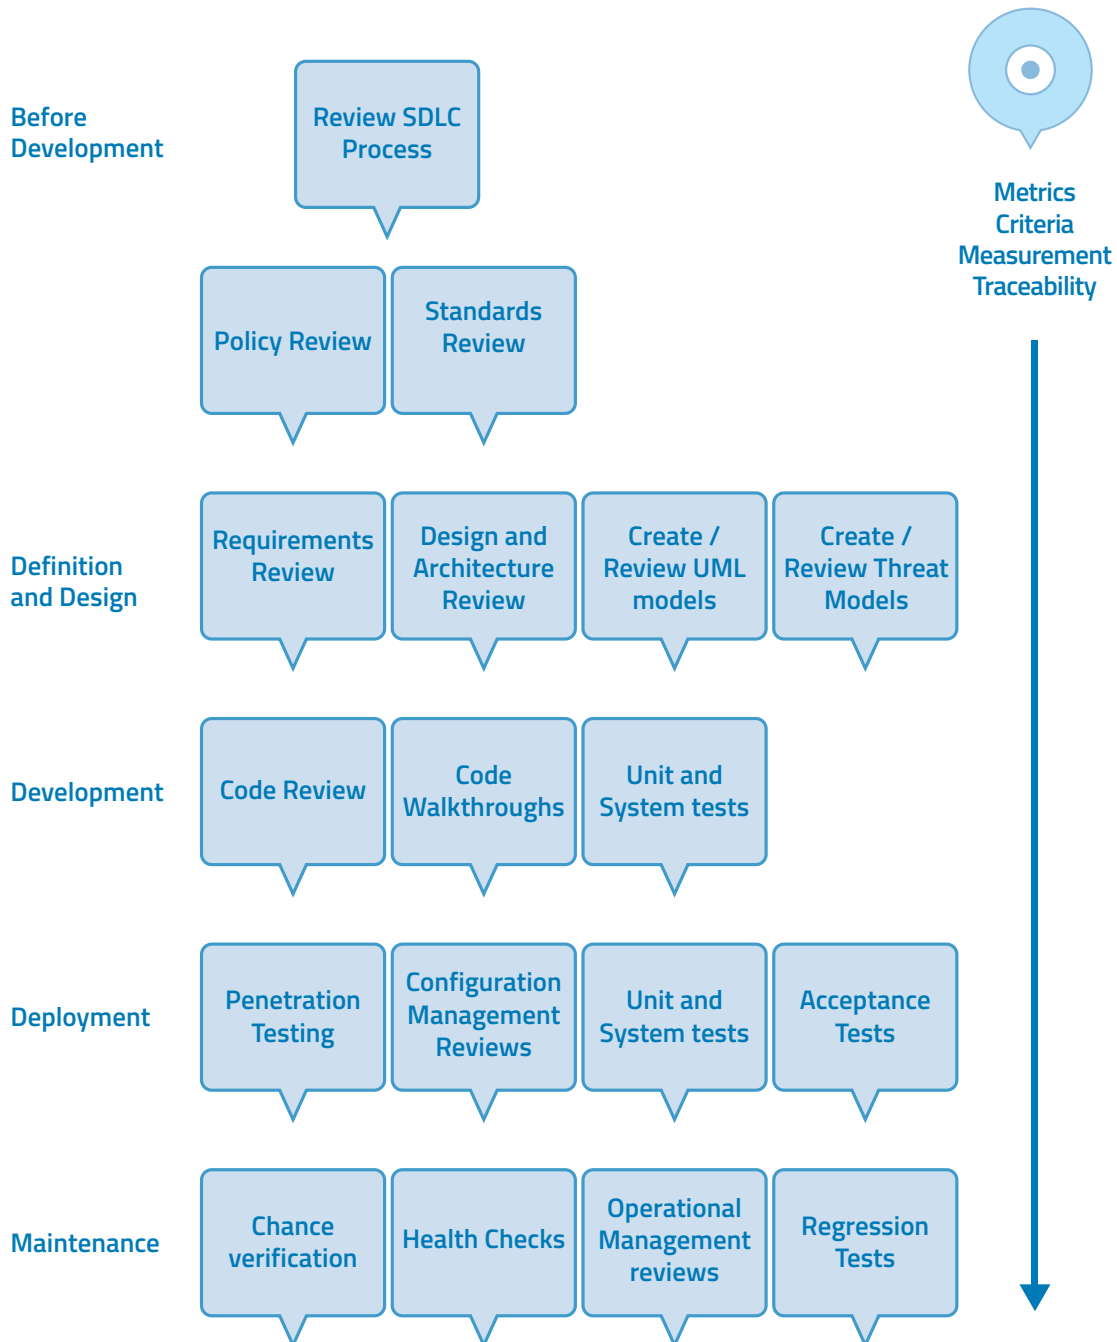 Before
Development
Review SDLC
Process
Metrics
Criteria
Measurement
Traceability
Policy Review
Standards
Review
Definition
and Design
Requirements
Review
Design and
Architecture
Review
Create /
Review UML
models
Create /
Review Threat
Models
Development
Code Review
Code
Walkthroughs
Unit and
System tests
Deployment
Penetration
Testing
Configuration
Management
Reviews
Unit and
System tests
Acceptance
Tests
Maintenance
Chance
verification
Health Checks
Operational
Management
reviews
Regression
Tests